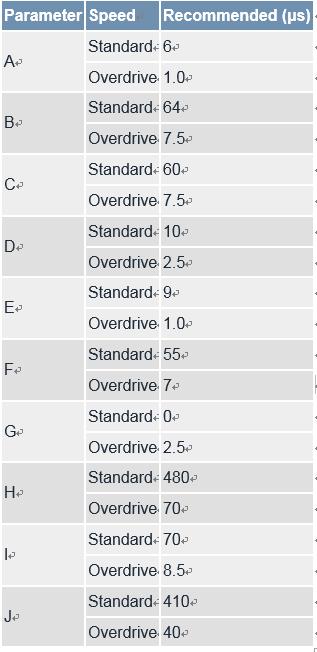 Parameter Speed Recommended (µs)
A Standard 6
Overdrive 1.0
B Standard 64
Overdrive 7.5
C Standard 60
Overdrive 7.5
D Standard 10
Overdrive 2.5
E Standard 9
Overdrive 1.0
F Standard 55
Overdrive 7
G Standard 0
Overdrive 2.5
H Standard 480
Overdrive 70
I Standard 70
Overdrive 8.5
J Standard 410
Overdrive 40